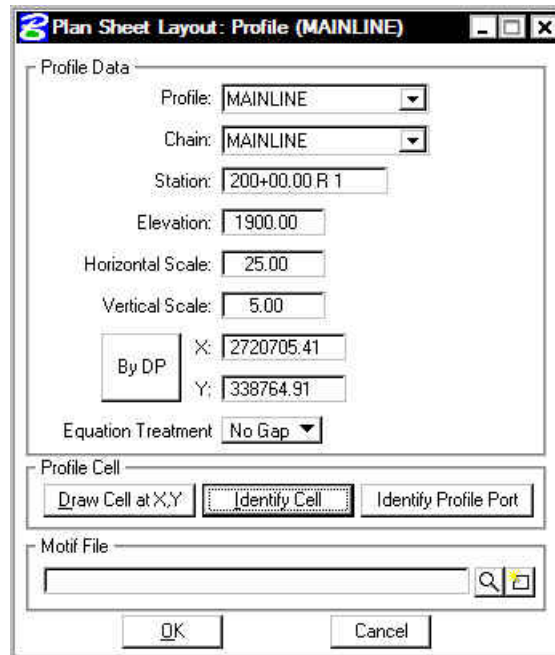 Plan Sheet Layout: Profile (MAINLINE)
Profile Data
Profile: MAINLINE
Chain: MAINLINE
Station: 200+00.00 R 1
Elevation: 1900.00
Horizontal Scale: 25.00
Vertical Scale: 5.00
By DP
X: 2720705.41
Y: 338764.91
Equation Treatment No Gap
Profile Cell
Draw Cell at X,Y Identify Cell Identify Profile Port
Motif File
OK Cancel